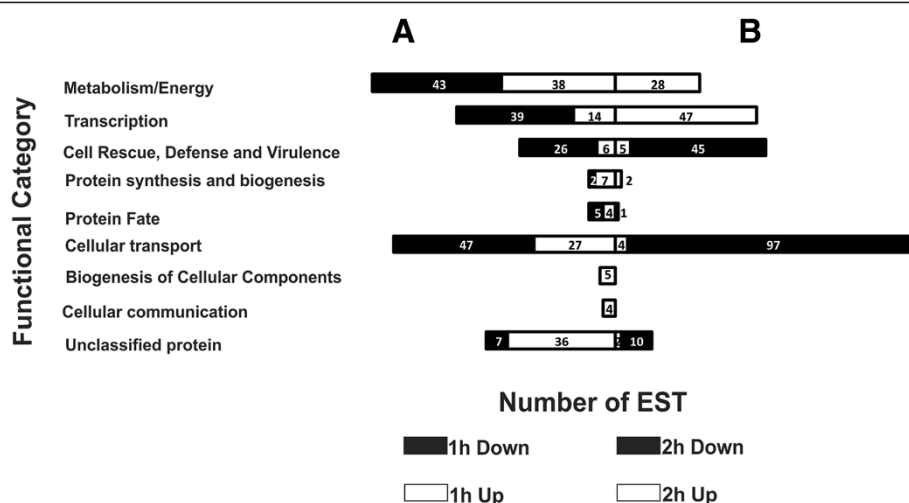 A B
Functional Category
Metabolism/Energy 43 38 28
Transcription 39 14 47
Cell Rescue, Defense and Virulence 26 6 5 45
Protein synthesis and biogenesis 2 7 2
Protein Fate 5 4 1
Cellular transport 47 27 4 97
Biogenesis of Cellular Components 5
Cellular communication 4
Unclassified protein 7 36 10
Number of EST
1h Down 2h Down
1h Up 2h Up